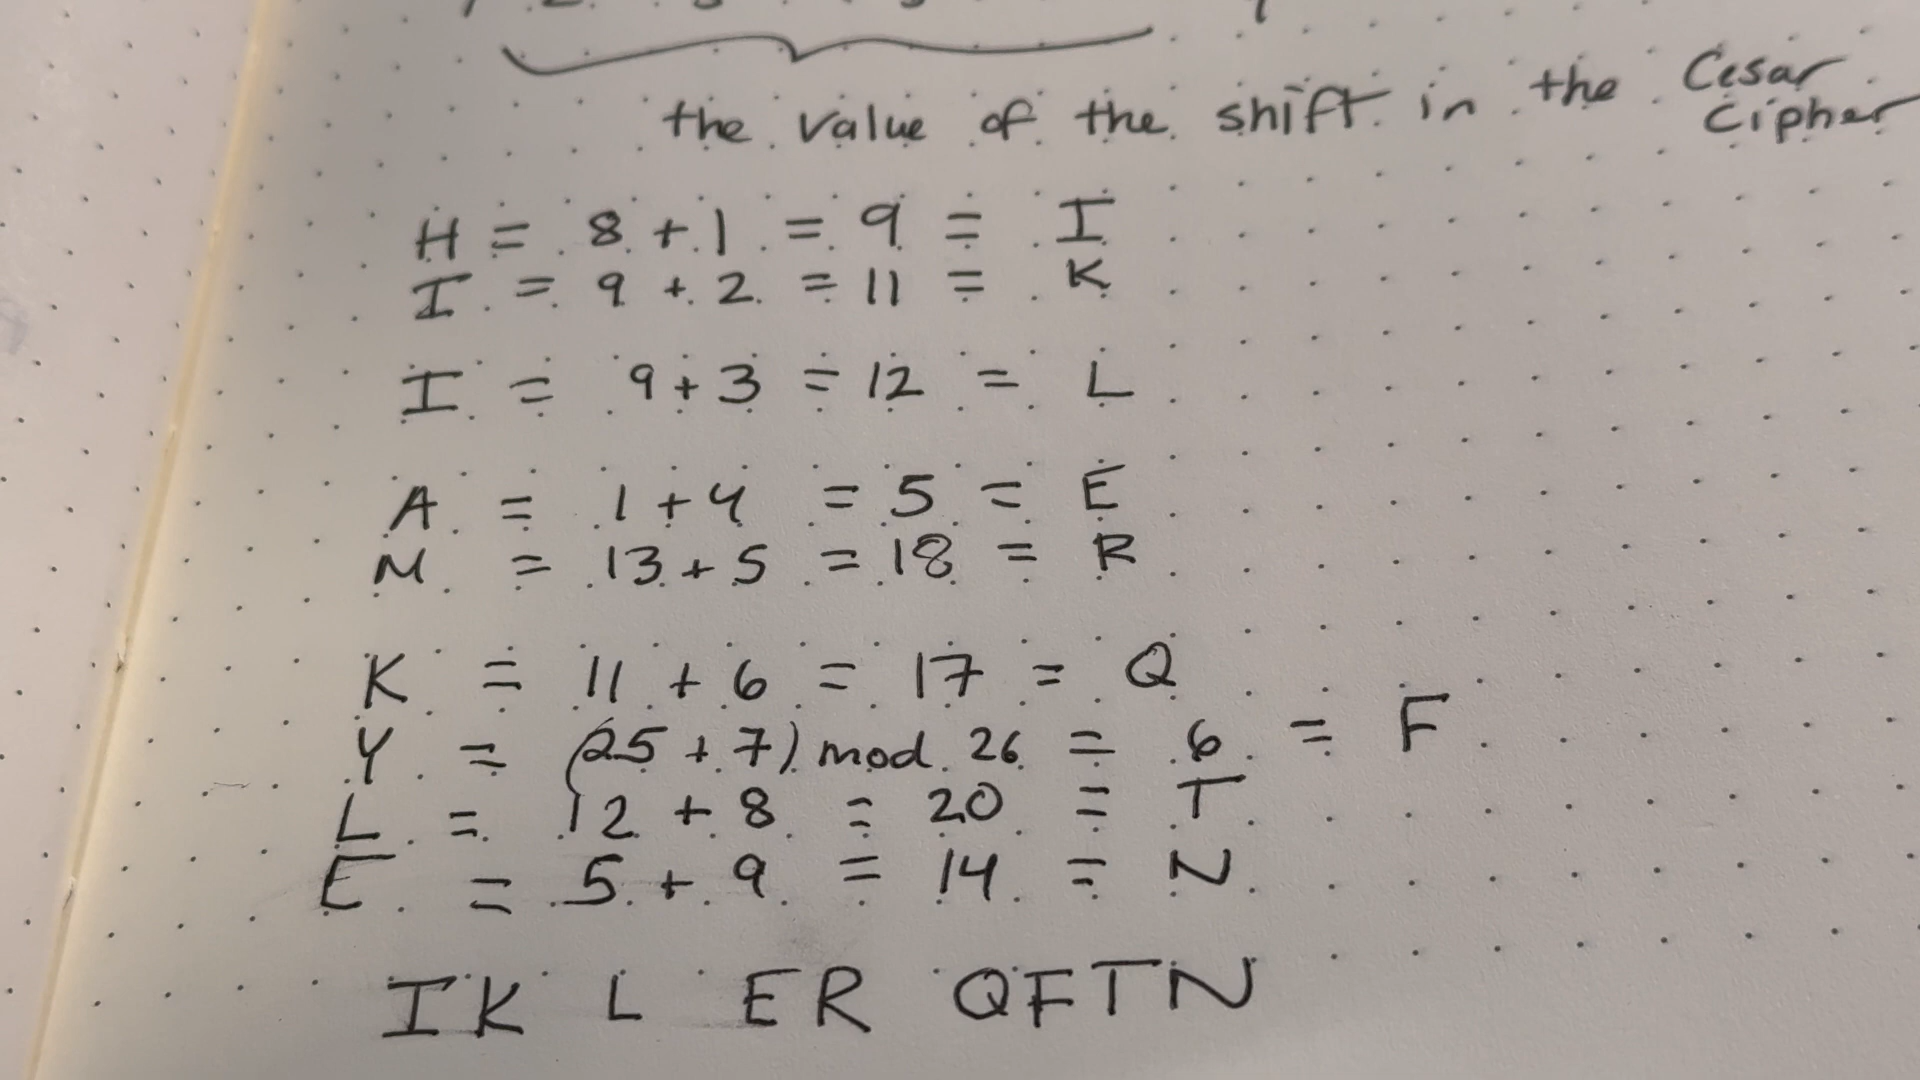 the value of the shift in the Cesar Cipher
H = 8 + 1 = 9 = I
I = 9 + 2 = 11 = K
I = 9 + 3 = 12 = L
A = 1 + 4 = 5 = E
M = 13 + 5 = 18 = R
K = 11 + 6 = 17 = Q
Y = (25 + 7) mod 26 = 6 = F
L = 12 + 8 = 20 = T
E = 5 + 9 = 14 = N
IK L ER QFTN